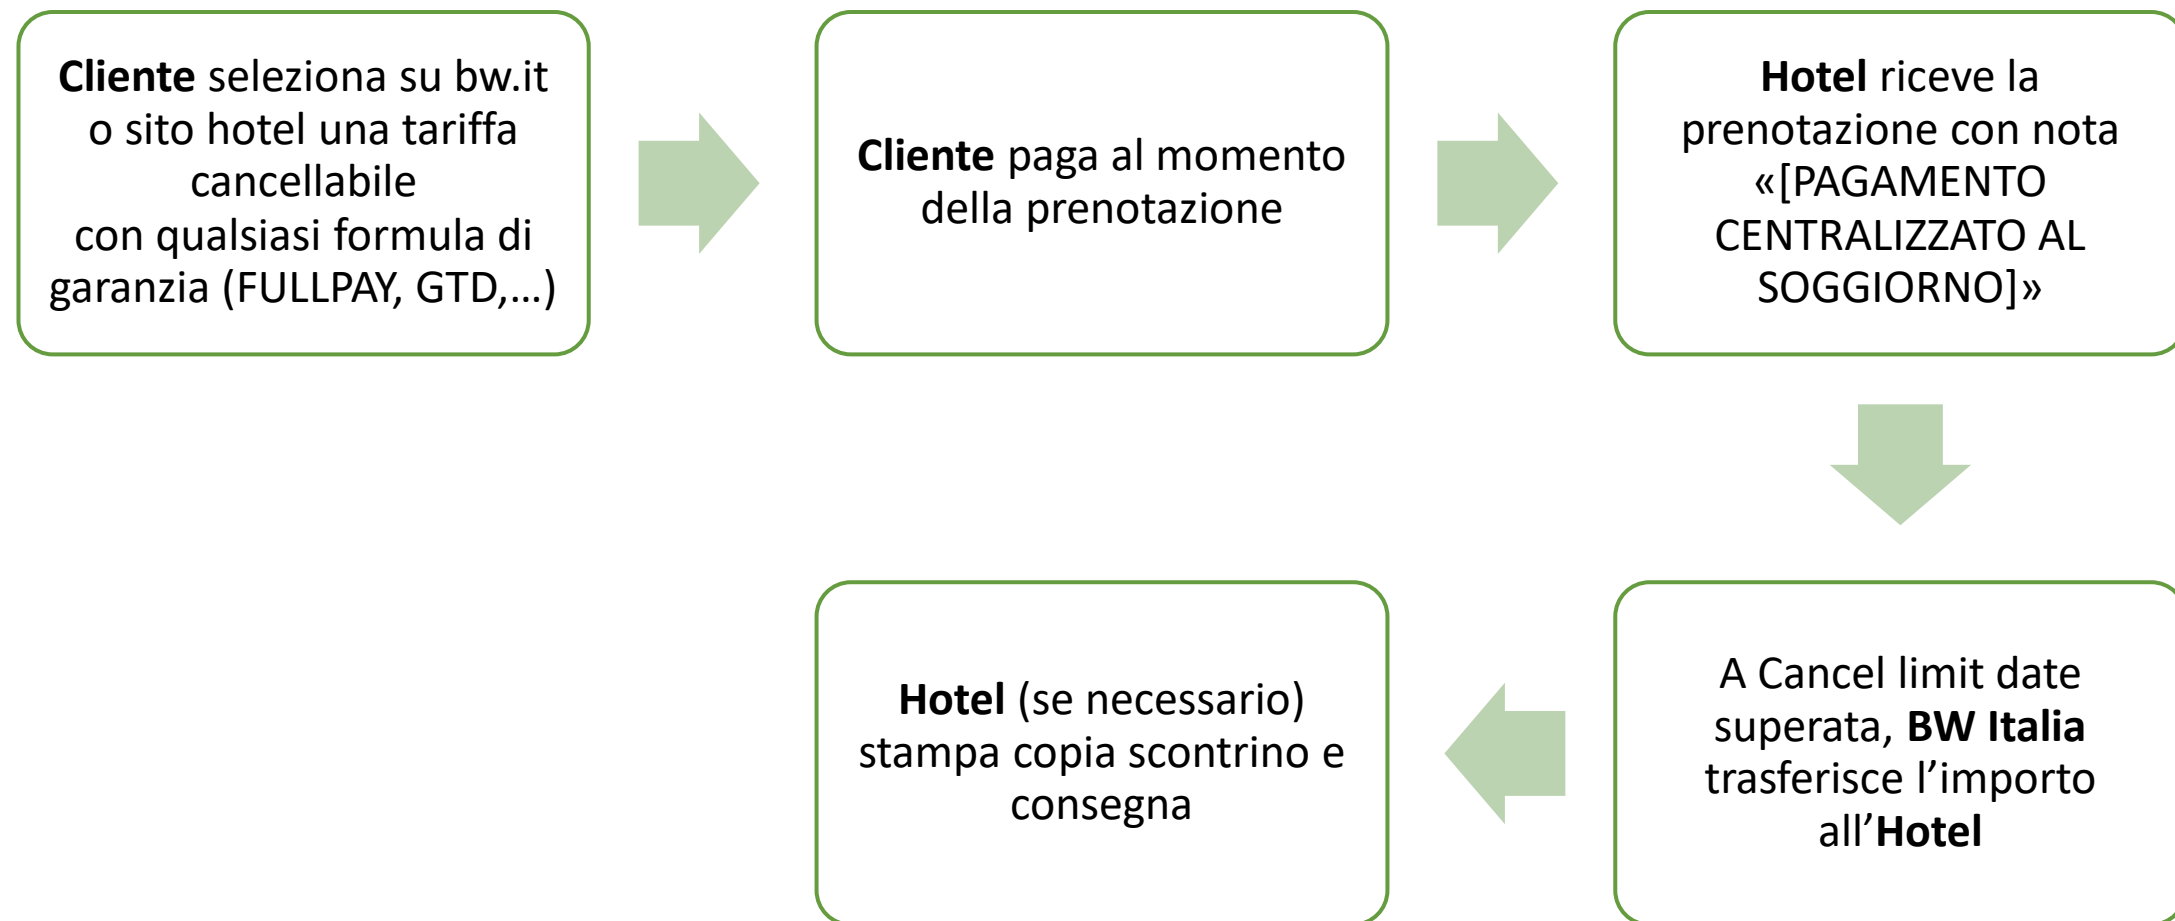 Cliente seleziona su bw.it
o sito hotel una tariffa
cancellabile
con qualsiasi formula di
garanzia (FULLPAY, GTD,…)
Cliente paga al momento
della prenotazione
Hotel riceve la
prenotazione con nota
«[PAGAMENTO
CENTRALIZZATO AL
SOGGIORNO]»
A Cancel limit date
superata, BW Italia
trasferisce l’importo
all’Hotel
Hotel (se necessario)
stampa copia scontrino e
consegna